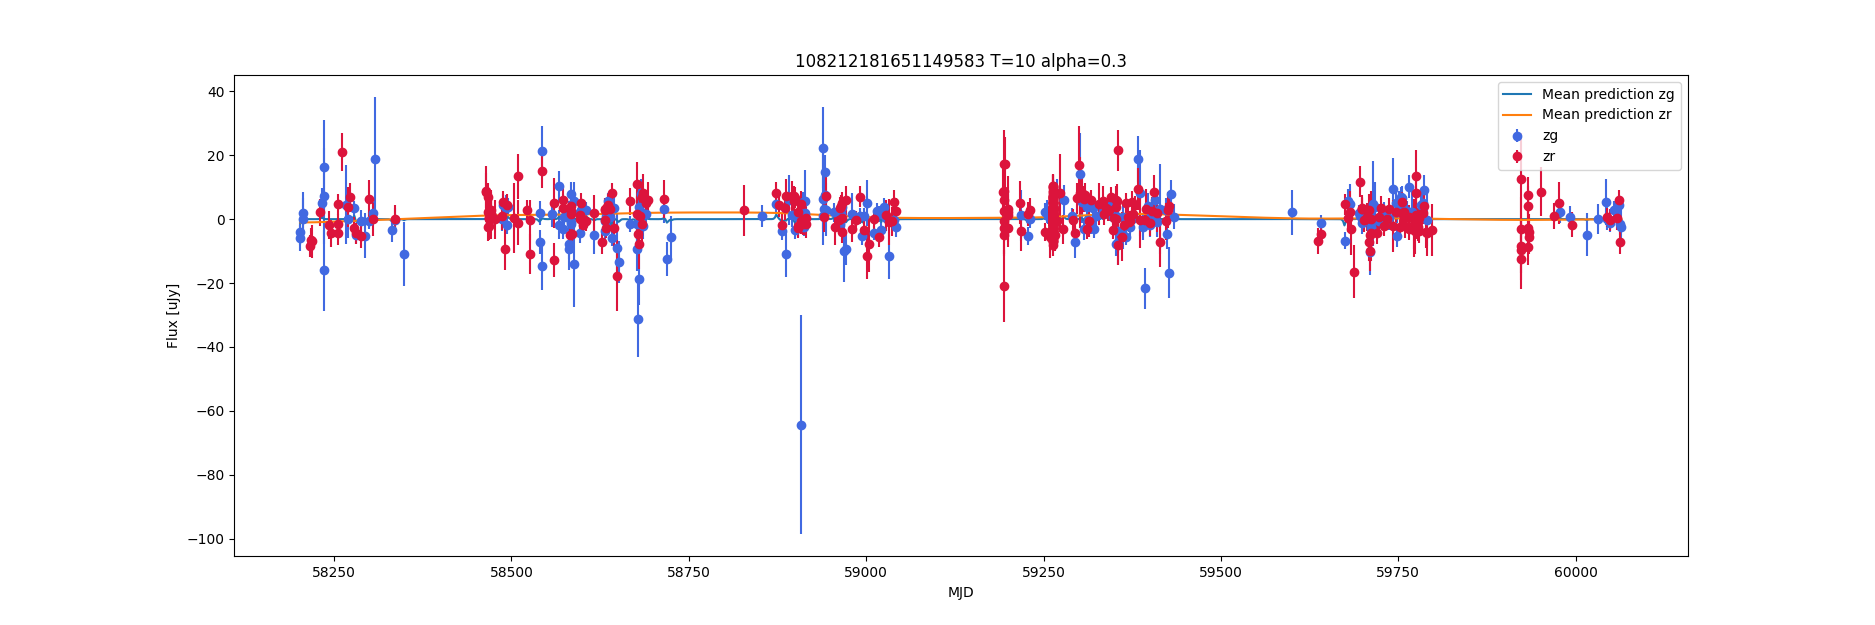 108212181651149583 T=10 alpha=0.3
Mean prediction zg
Mean prediction zr
zg
zr
Flux [uJy]
40
20
0
−20
−40
−60
−80
−100
58250 58500 58750 59000 59250 59500 59750 60000
MJD